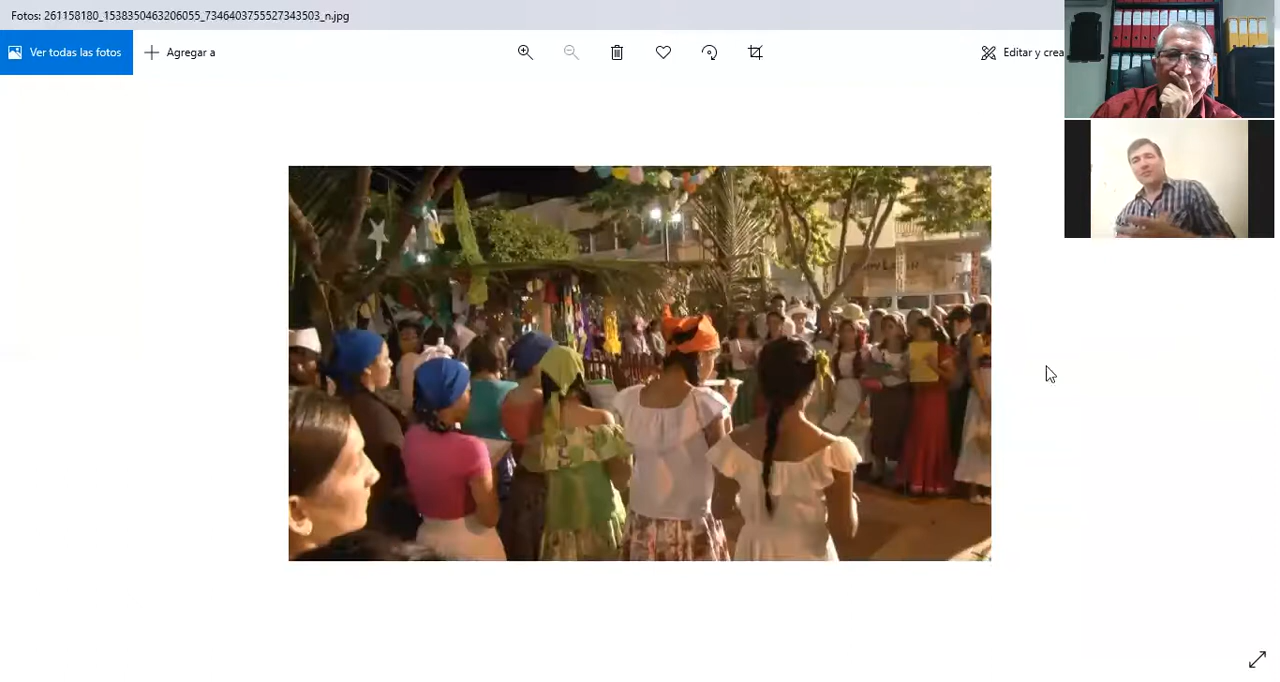 Fotos: 261158180_1538350463206055_7346403755527343503_n.jpg
Ver todas las fotos
Agregar a
Editar y crea